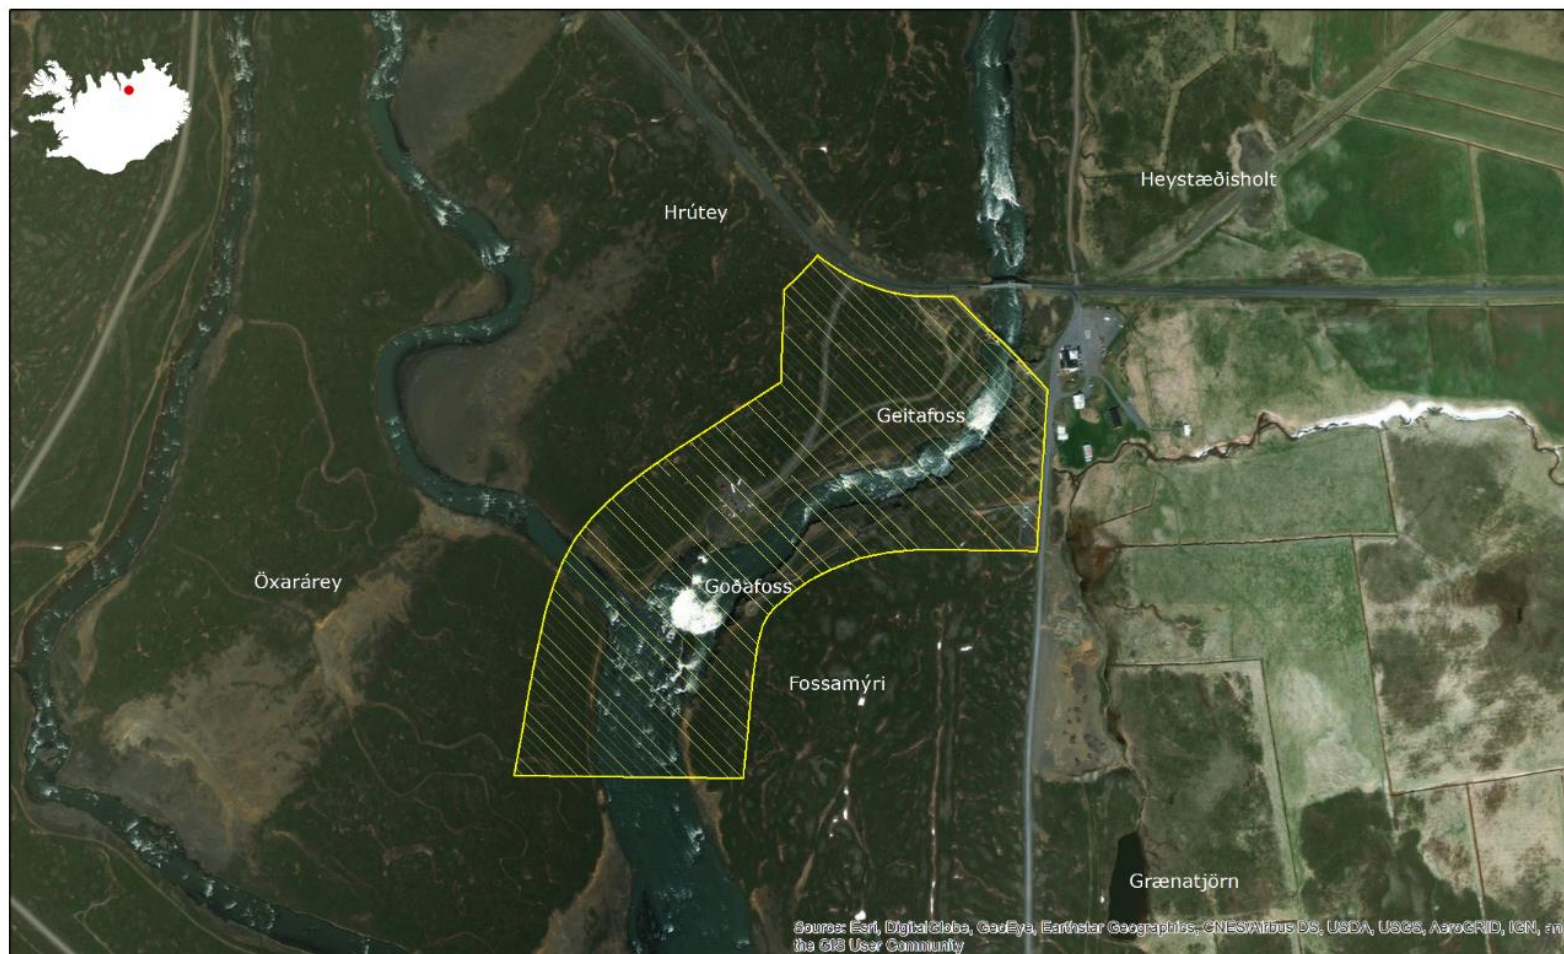 Heystæðisholt
Hrútey
Geitafoss
Öxarárey
Goðafoss
Fossamýri
Grænatjörn
Source: Esri, DigitalGlobe, GeoEye, Earthstar Geographics, CNES/Airbus DS, USDA, USGS, AeroGRID, IGN, an
the GIS User Community